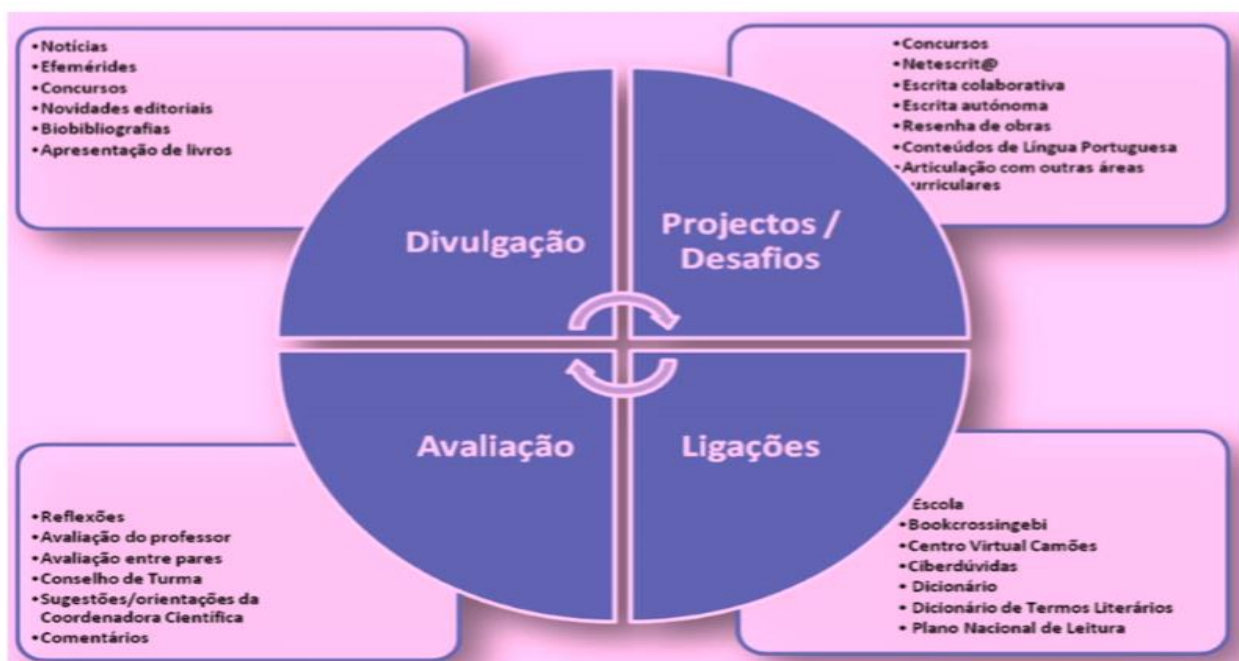 •Notícias
•Efemérides
•Concursos
•Novidades editoriais
•Biobibliografias
•Apresentação de livros
•Concursos
•Netescrit@
•Escrita colaborativa
•Escrita autónoma
•Resenha de obras
•Conteúdos de Língua Portuguesa
•Articulação com outras áreas
curriculares
Divulgação
Projectos /
Desafios
Avaliação
Ligações
•Reflexões
•Avaliação do professor
•Avaliação entre pares
•Conselho de Turma
•Sugestões/orientações da
Coordenadora Científica
•Comentários
Escola
•Bookcrossingebi
•Centro Virtual Camões
•Ciberdúvidas
• Dicionário
• Dicionário de Termos Literários
• Plano Nacional de Leitura